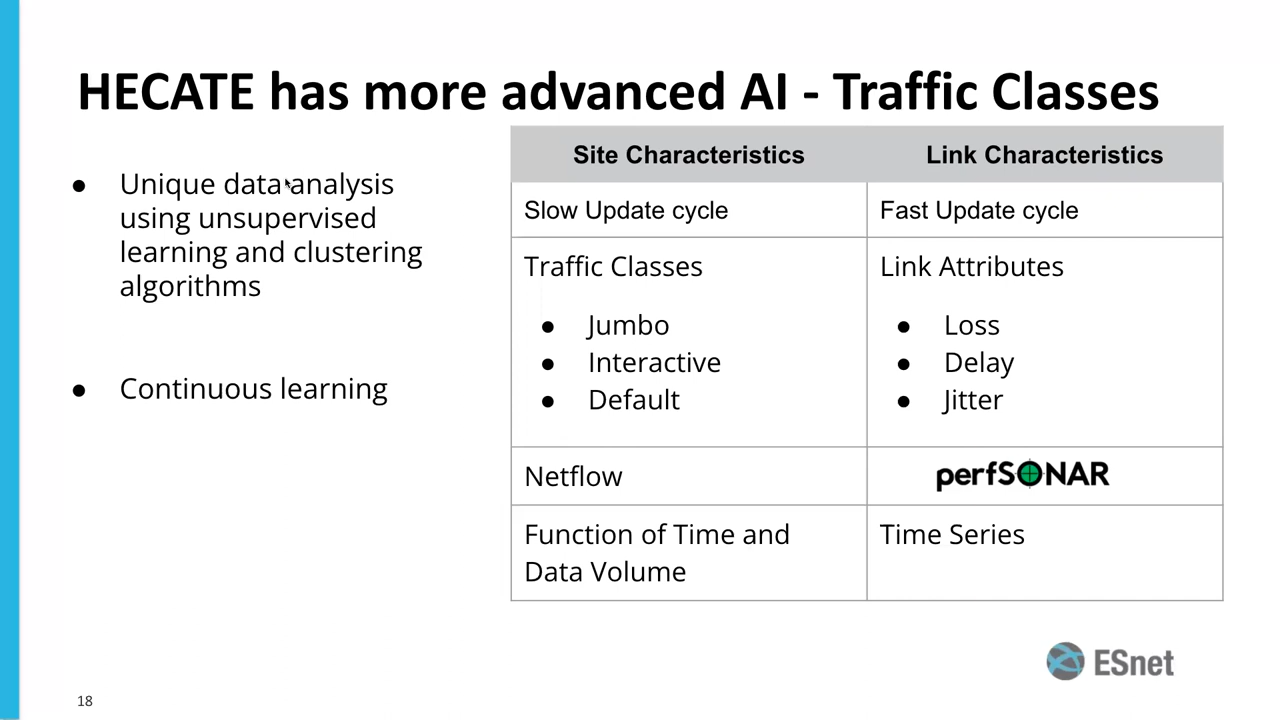 HECATE has more advanced AI - Traffic Classes
● Unique data analysis
using unsupervised
learning and clustering
algorithms
● Continuous learning
Site Characteristics
Link Characteristics
Slow Update cycle
Fast Update cycle
Traffic Classes
● Jumbo
● Interactive
● Default
Link Attributes
● Loss
● Delay
● Jitter
Netflow
perfSONAR
Function of Time and
Data Volume
Time Series
ESnet
18